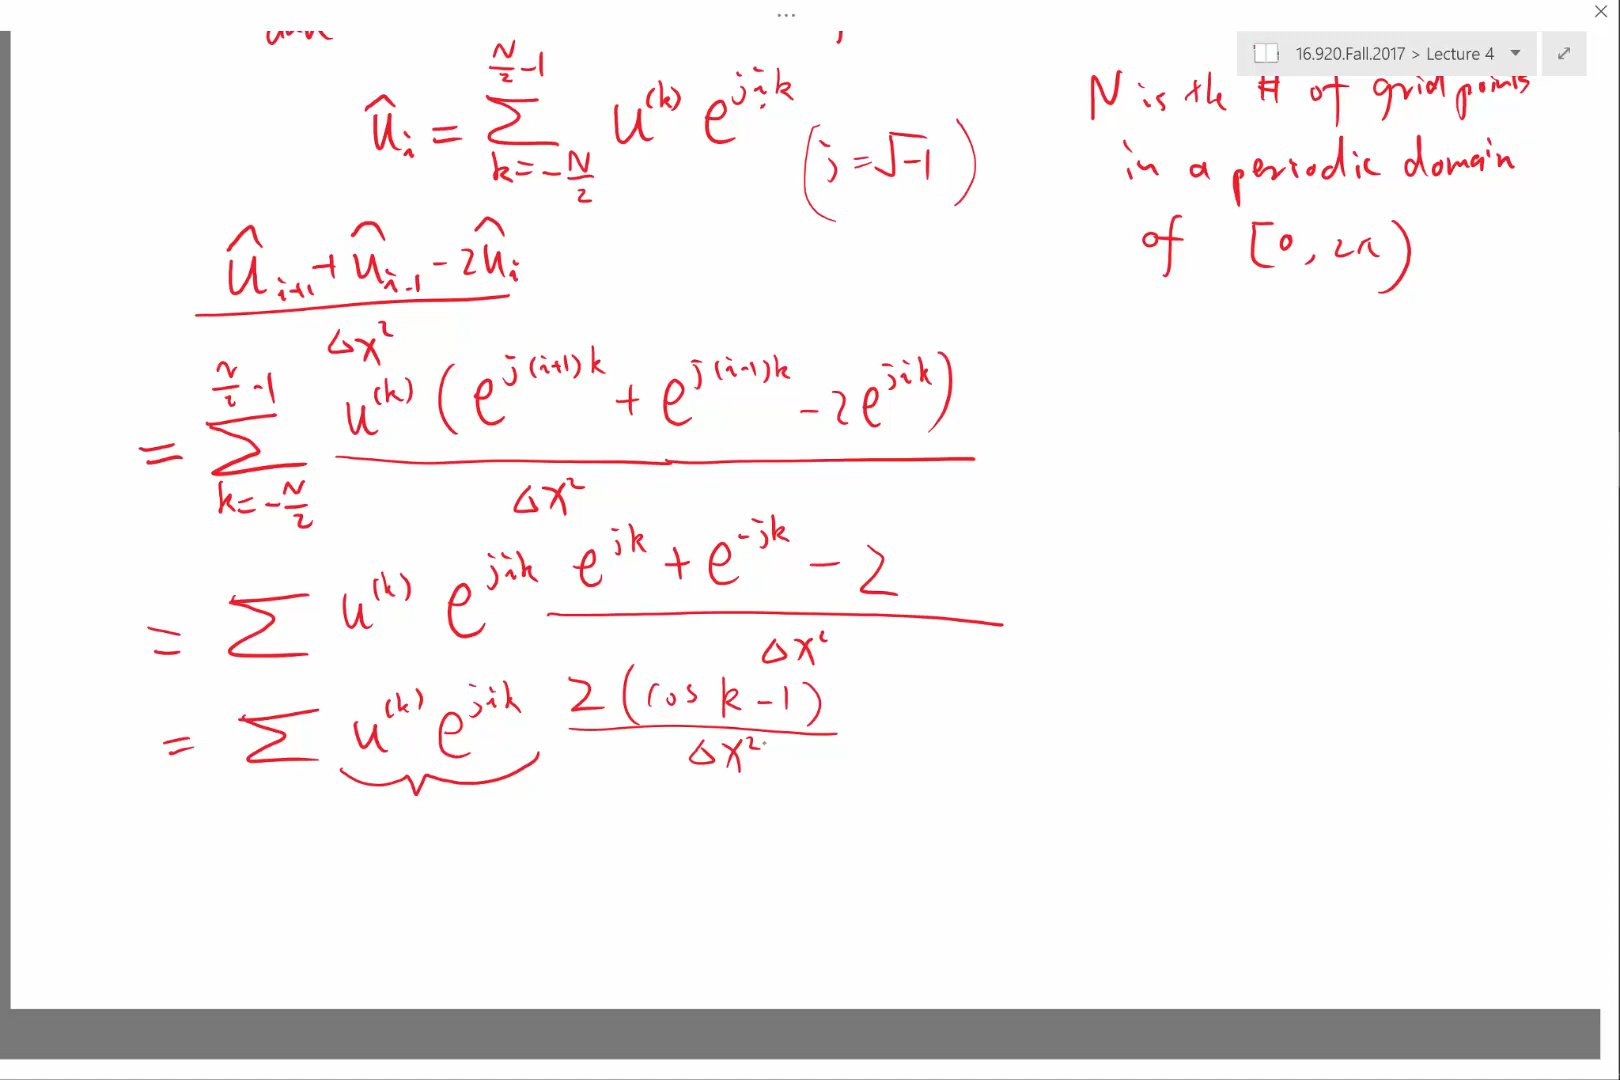 16.920.Fall.2017 > Lecture 4
û_i = Σ_{k=-N/2}^{N/2-1} u^{(k)} e^{jik} (j = √-1)
N is the # of grid points
in a periodic domain
of [0, 2π)
û_{i+1} + û_{i-1} - 2û_i / Δx²
= Σ_{k=-N/2}^{N/2-1} u^{(k)} (e^{j(i+1)k} + e^{j(i-1)k} - 2e^{jik}) / Δx²
= Σ u^{(k)} e^{jik} e^{jk} + e^{-jk} - 2 / Δx²
= Σ u^{(k)} e^{jik} 2(cos k - 1) / Δx²